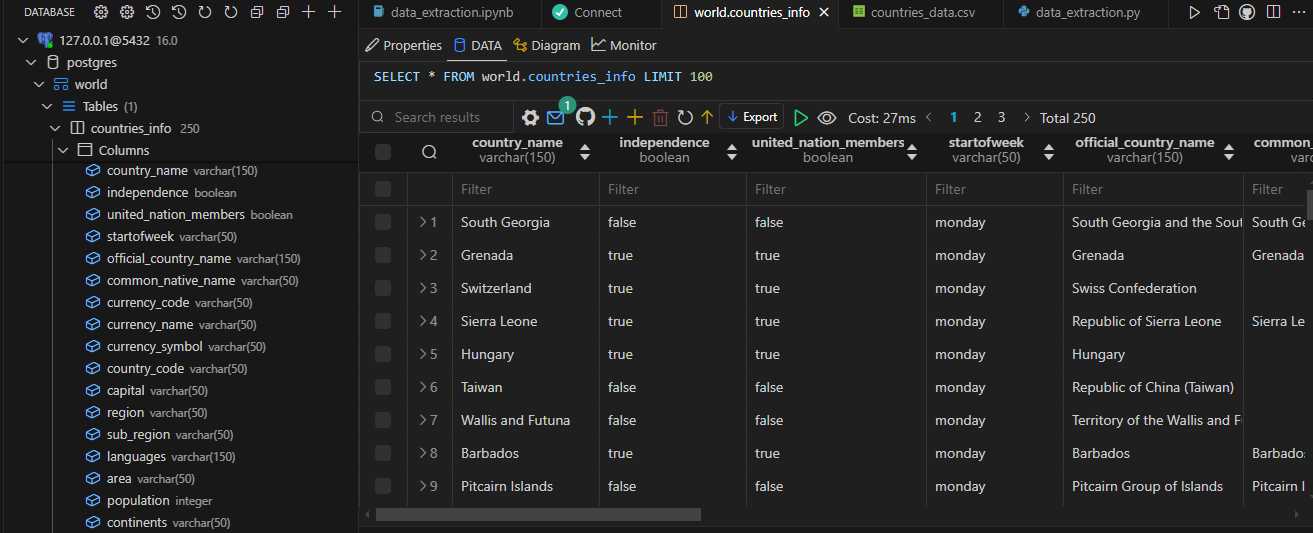 DATABASE
127.0.0.1@5432 16.0
postgres
world
Tables (1)
countries_info 250
Columns
country_name varchar(150)
independence boolean
united_nation_members boolean
startofweek varchar(50)
official_country_name varchar(150)
common_native_name varchar(50)
currency_code varchar(50)
currency_name varchar(50)
currency_symbol varchar(50)
country_code varchar(50)
capital varchar(50)
region varchar(50)
sub_region varchar(50)
languages varchar(150)
area varchar(50)
population integer
continents varchar(50)
data_extraction.ipynb Connect world.countries_info countries_data.csv data_extraction.py
Properties DATA Diagram Monitor
SELECT * FROM world.countries_info LIMIT 100
Search results 1 Export Cost: 27ms 1 2 3 Total 250
country_name independence united_nation_members startofweek official_country_name common_
varchar(150) boolean boolean varchar(50) varchar(150)
Filter Filter Filter Filter Filter Filter
1 South Georgia false false monday South Georgia and the Sout South Ge
2 Grenada true true monday Grenada Grenada
3 Switzerland true true monday Swiss Confederation
4 Sierra Leone true true monday Republic of Sierra Leone Sierra Le
5 Hungary true true monday Hungary
6 Taiwan false false monday Republic of China (Taiwan)
7 Wallis and Futuna false false monday Territory of the Wallis and F
8 Barbados true true monday Barbados Barbado
9 Pitcairn Islands false false monday Pitcairn Group of Islands Pitcairn I